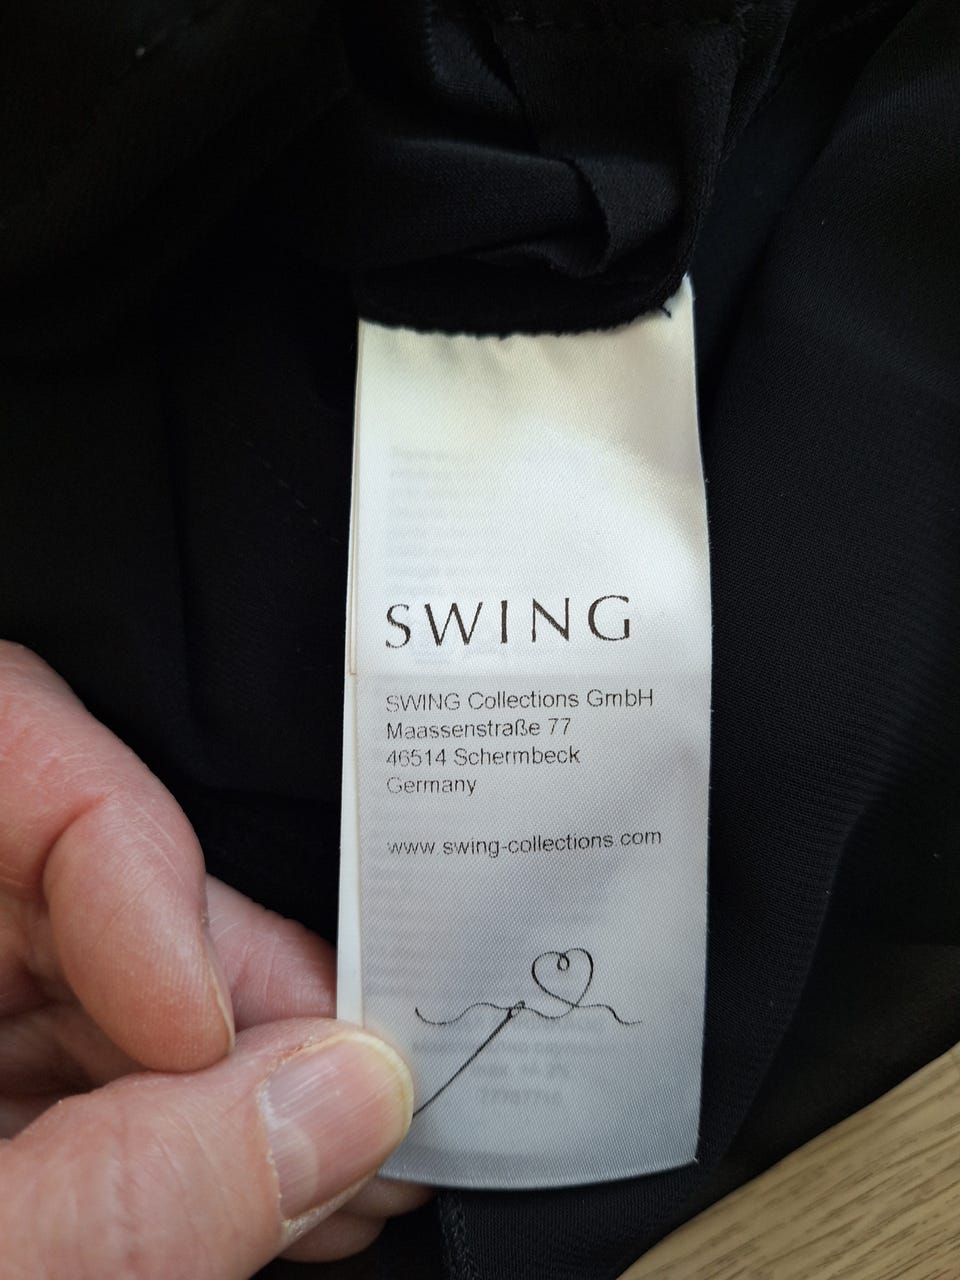 SWING
SWING Collections GmbH
Maassenstraße 77
46514 Schermbeck
Germany
www.swing-collections.com